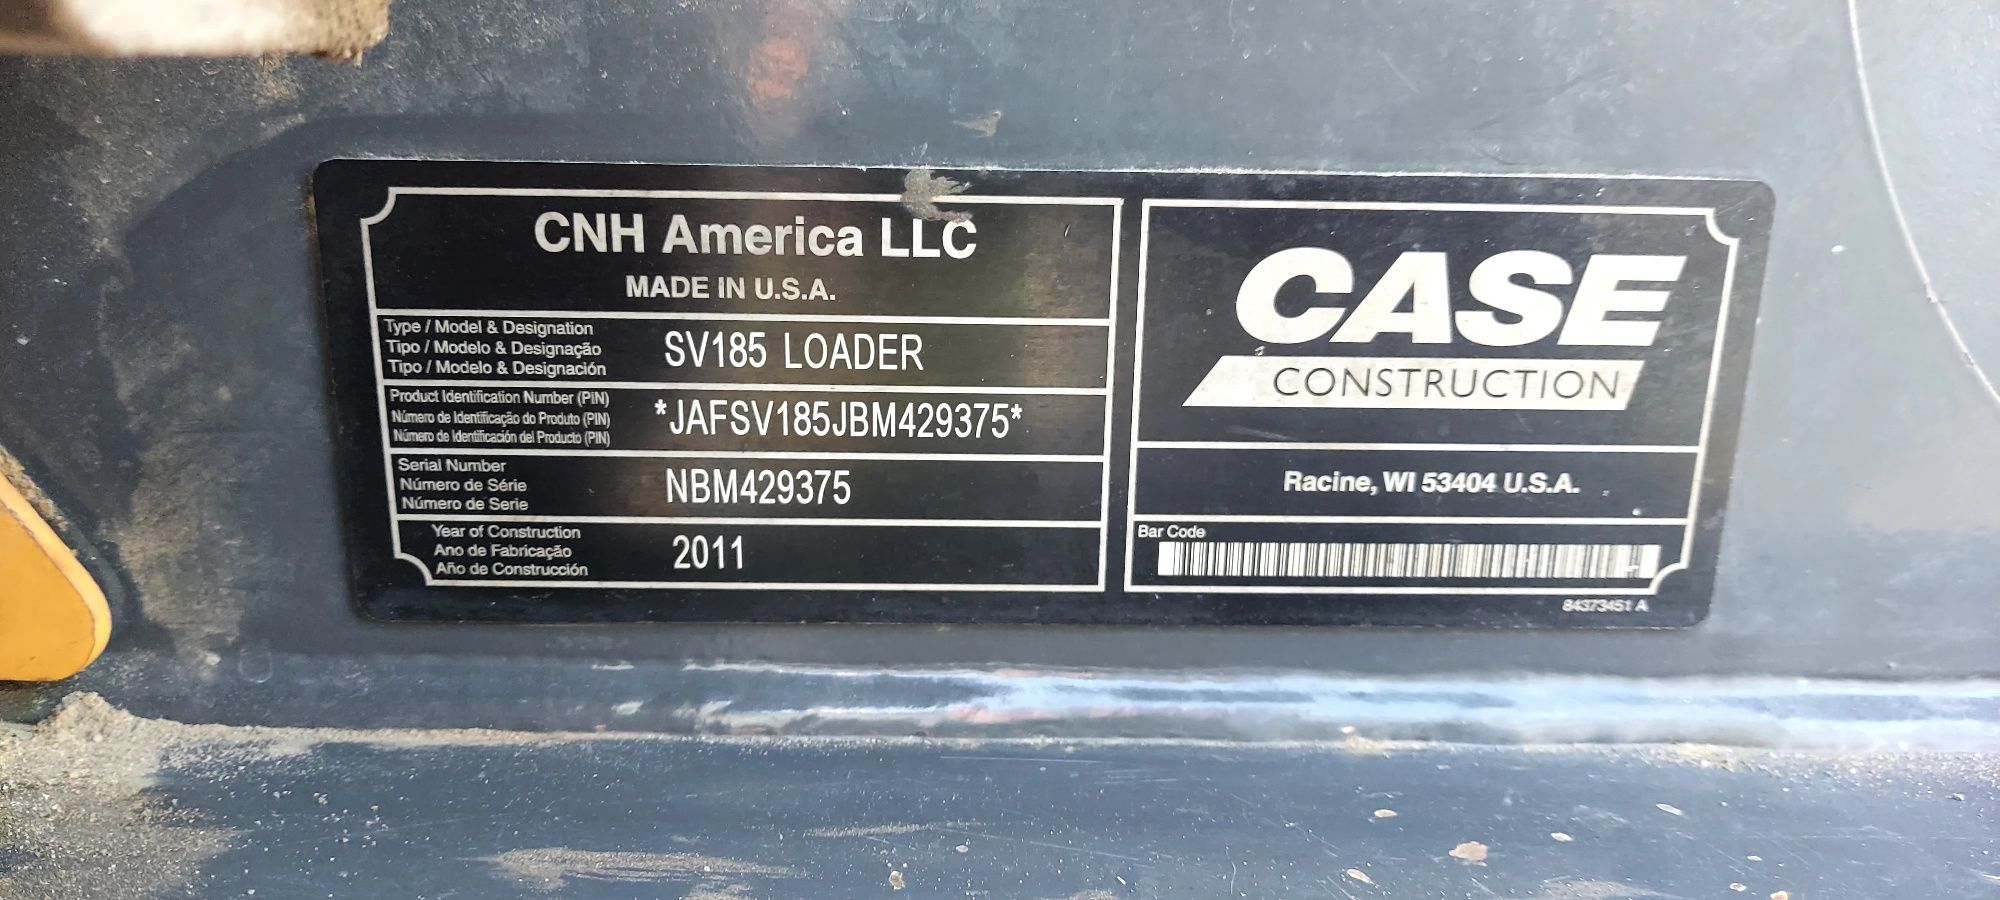 CNH America LLC
MADE IN U.S.A.
Type / Model & Designation
Tipo / Modelo & Designação
Tipo / Modelo & Designación
SV185 LOADER
Product Identification Number (PIN)
Número de Identificação do Produto (PIN)
Número de Identificación del Producto (PIN)
*JAFSV185JBM429375*
Serial Number
Número de Série
Número de Serie
NBM429375
Year of Construction
Ano de Fabricação
Año de Construcción
2011
CASE
CONSTRUCTION
Racine, WI 53404 U.S.A.
Bar Code
84373451 A